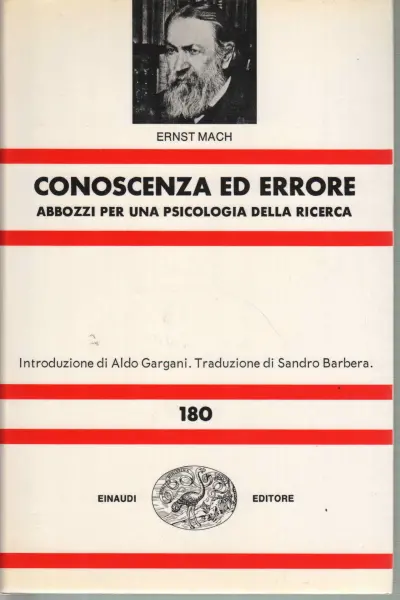 ERNST MACH
CONOSCENZA ED ERRORE
ABBOZZI PER UNA PSICOLOGIA DELLA RICERCA
Introduzione di Aldo Gargani. Traduzione di Sandro Barbera.
180
EINAUDI EDITORE